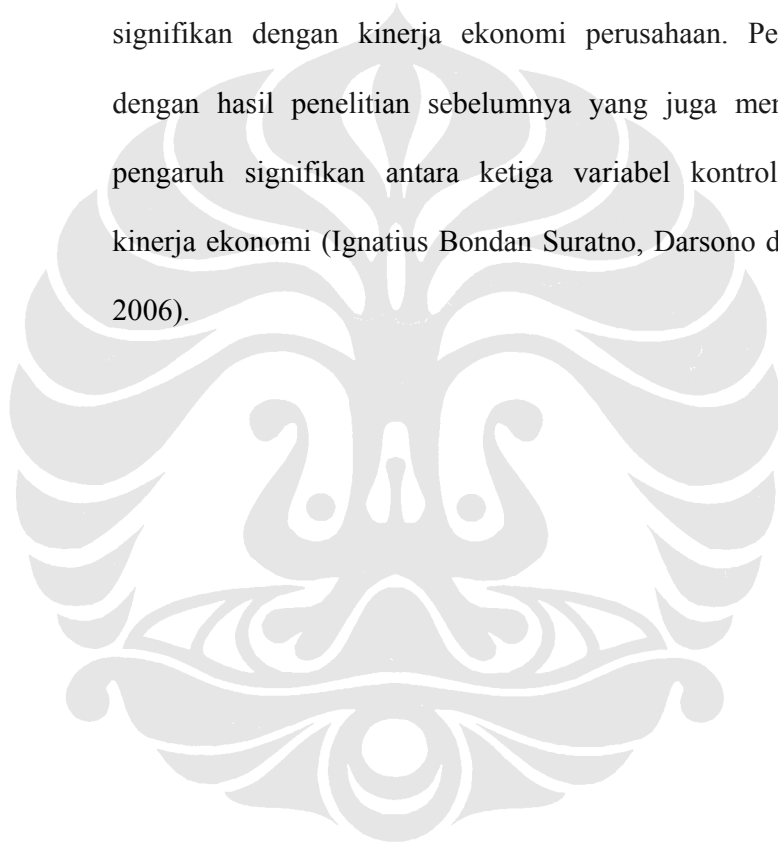 signifikan dengan kinerja ekonomi perusahaan. Pe
dengan hasil penelitian sebelumnya yang juga men
pengaruh signifikan antara ketiga variabel kontrol
kinerja ekonomi (Ignatius Bondan Suratno, Darsono d
2006).